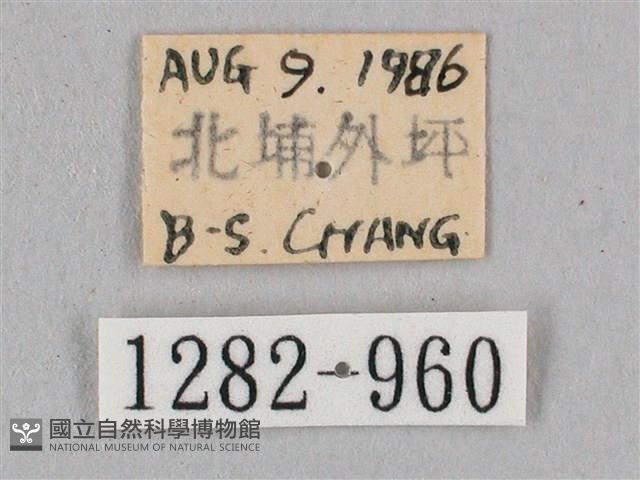 AUG 9. 1986
北埔外坪
B-S. CHANG
1282-960
國立自然科學博物館
NATIONAL MUSEUM OF NATURAL SCIENCE